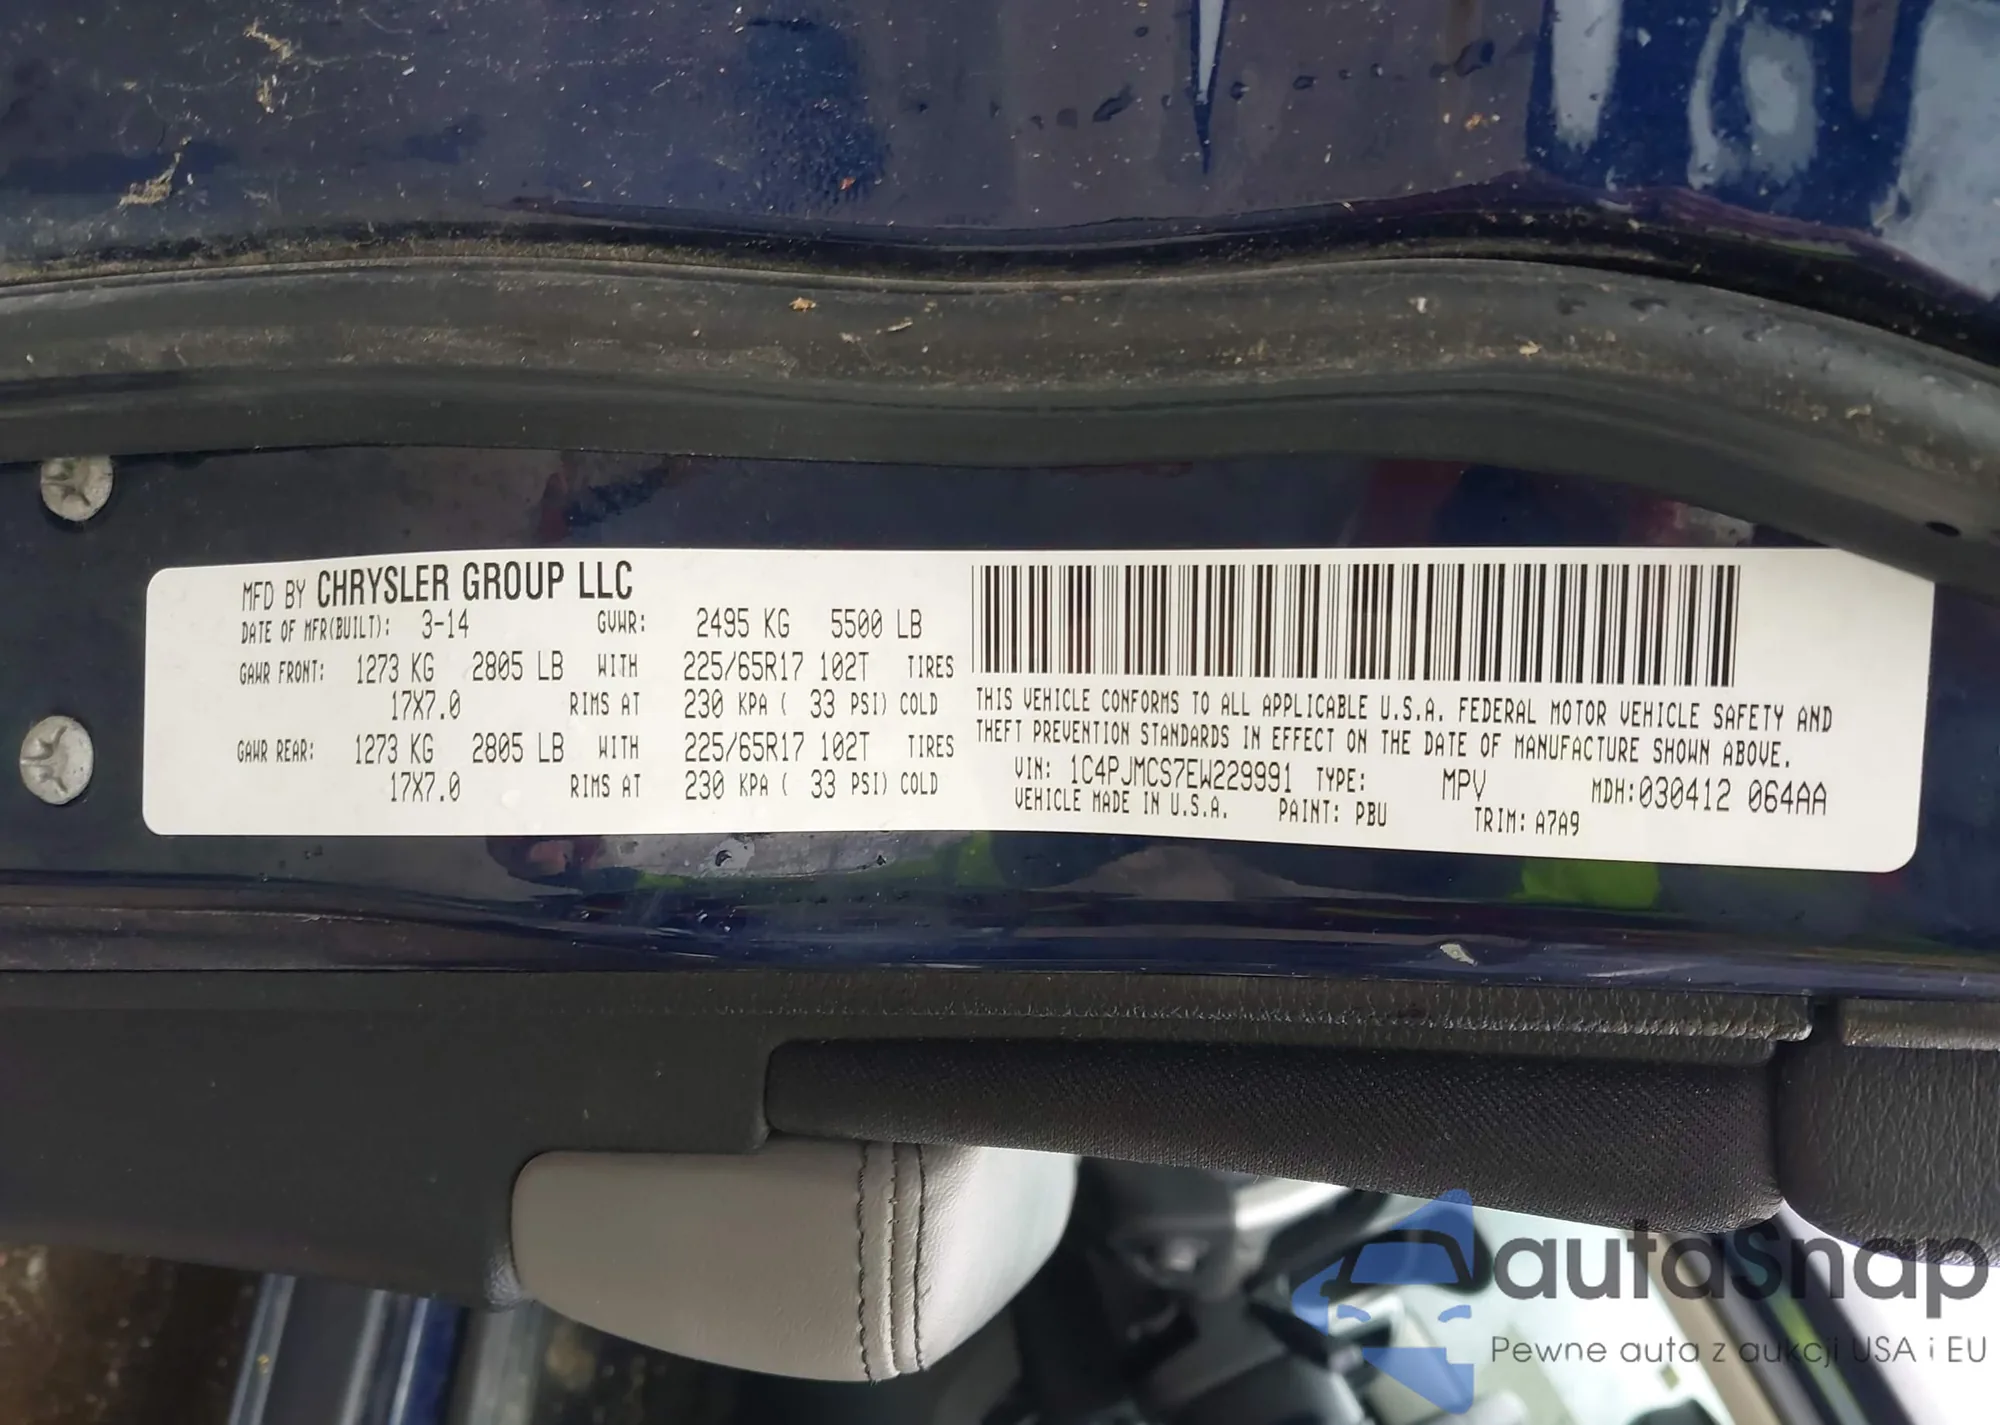 MFD BY CHRYSLER GROUP LLC
DATE OF MFR(BUILT): 3-14 GVWR: 2495 KG 5500 LB
GAWR FRONT: 1273 KG 2805 LB WITH 225/65R17 102T TIRES
17X7.0 RIMS AT 230 KPA ( 33 PSI) COLD
GAWR REAR: 1273 KG 2805 LB WITH 225/65R17 102T TIRES
17X7.0 RIMS AT 230 KPA ( 33 PSI) COLD
THIS VEHICLE CONFORMS TO ALL APPLICABLE U.S.A. FEDERAL MOTOR VEHICLE SAFETY AND
THEFT PREVENTION STANDARDS IN EFFECT ON THE DATE OF MANUFACTURE SHOWN ABOVE.
VIN: 1C4PJMCS7EW229991 TYPE: MPV MDH:030412 064AA
VEHICLE MADE IN U.S.A. PAINT: PBU TRIM: A7A9
autasnap
Pewne auta z aukcji USA i EU